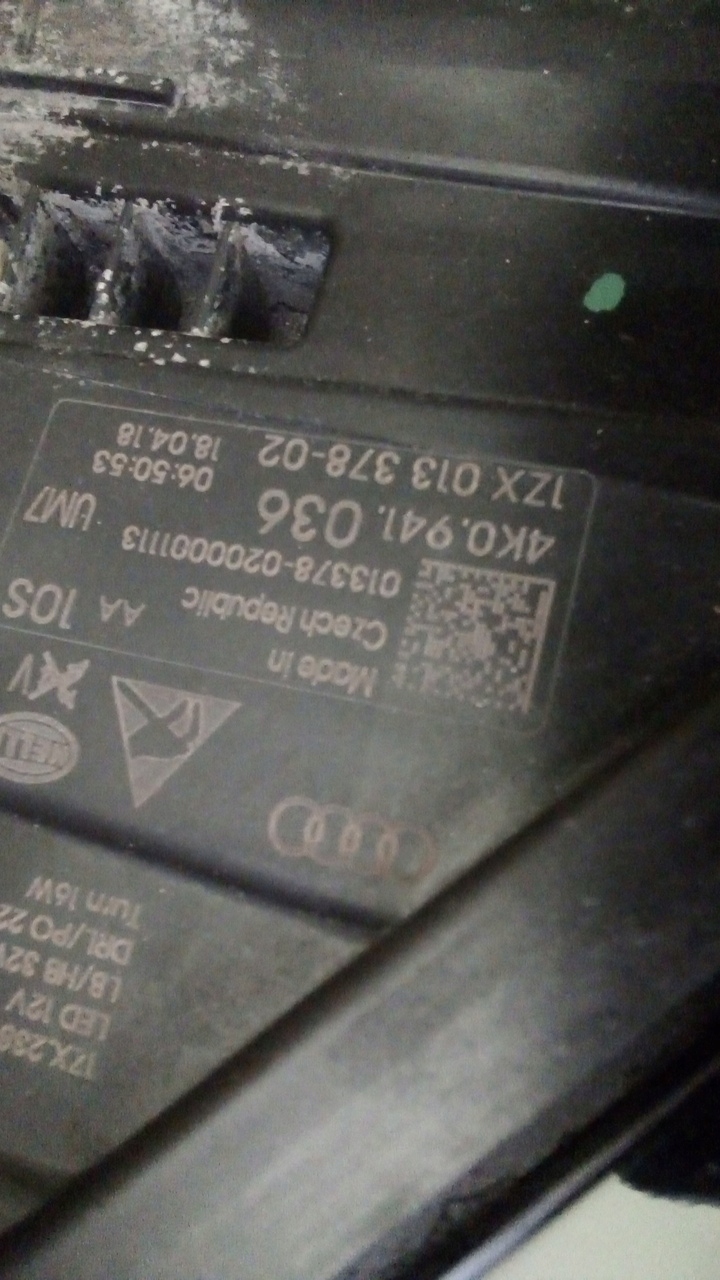 1ZX 013 378-02 18.04.18
06:50:53
4K0.941. 036
013378-0200001113 UM7
Made in
Czech Republic AA 10S
LED 12V
Turn 16W